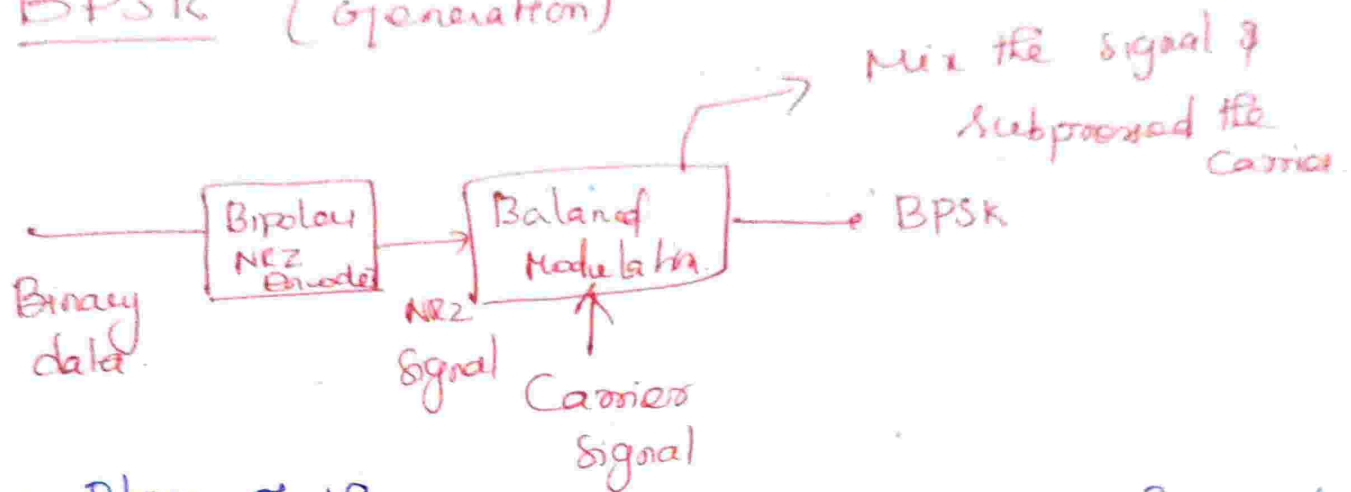 BPSK (Generation)
Mix the signal &
subpressed the
Carrier
Bipolar
NRZ
Encoder
Balanced
Modulation.
BPSK
Binary
data.
NRZ
Signal
Carrier
Signal